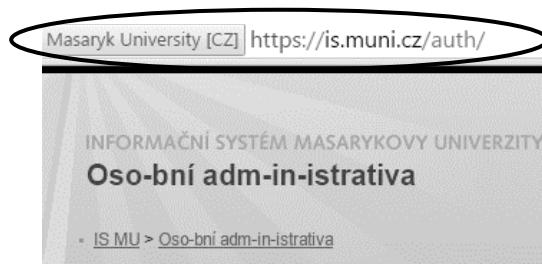 Masaryk University [CZ] https://is.muni.cz/auth/
INFORMAČNÍ SYSTÉM MASARYKOVY UNIVERZITY
Oso-bní adm-in-istrativa
IS MU > Oso-bní adm-in-istrativa